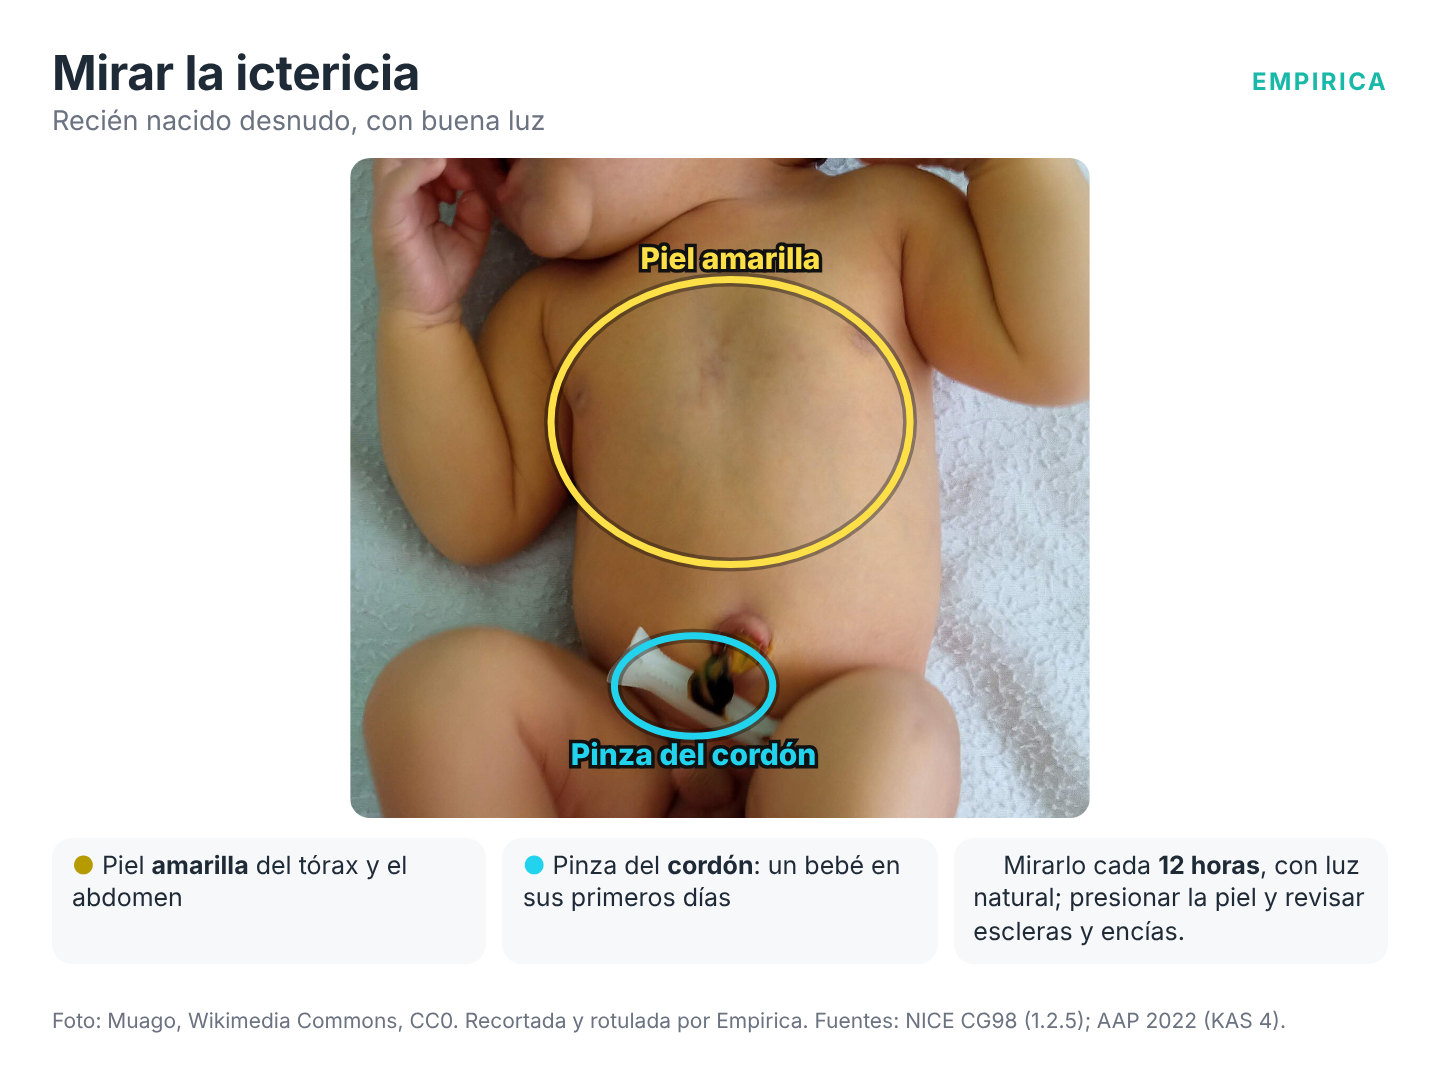 Mirar la ictericia
EMPIRICA
Recién nacido desnudo, con buena luz
Piel amarilla
Pinza del cordón
Piel amarilla del tórax y el
abdomen
Pinza del cordón: un bebé en
sus primeros días
Mirarlo cada 12 horas, con luz
natural; presionar la piel y revisar
escleras y encías.
Foto: Muago, Wikimedia Commons, CC0. Recortada y rotulada por Empirica. Fuentes: NICE CG98 (1.2.5); AAP 2022 (KAS 4).